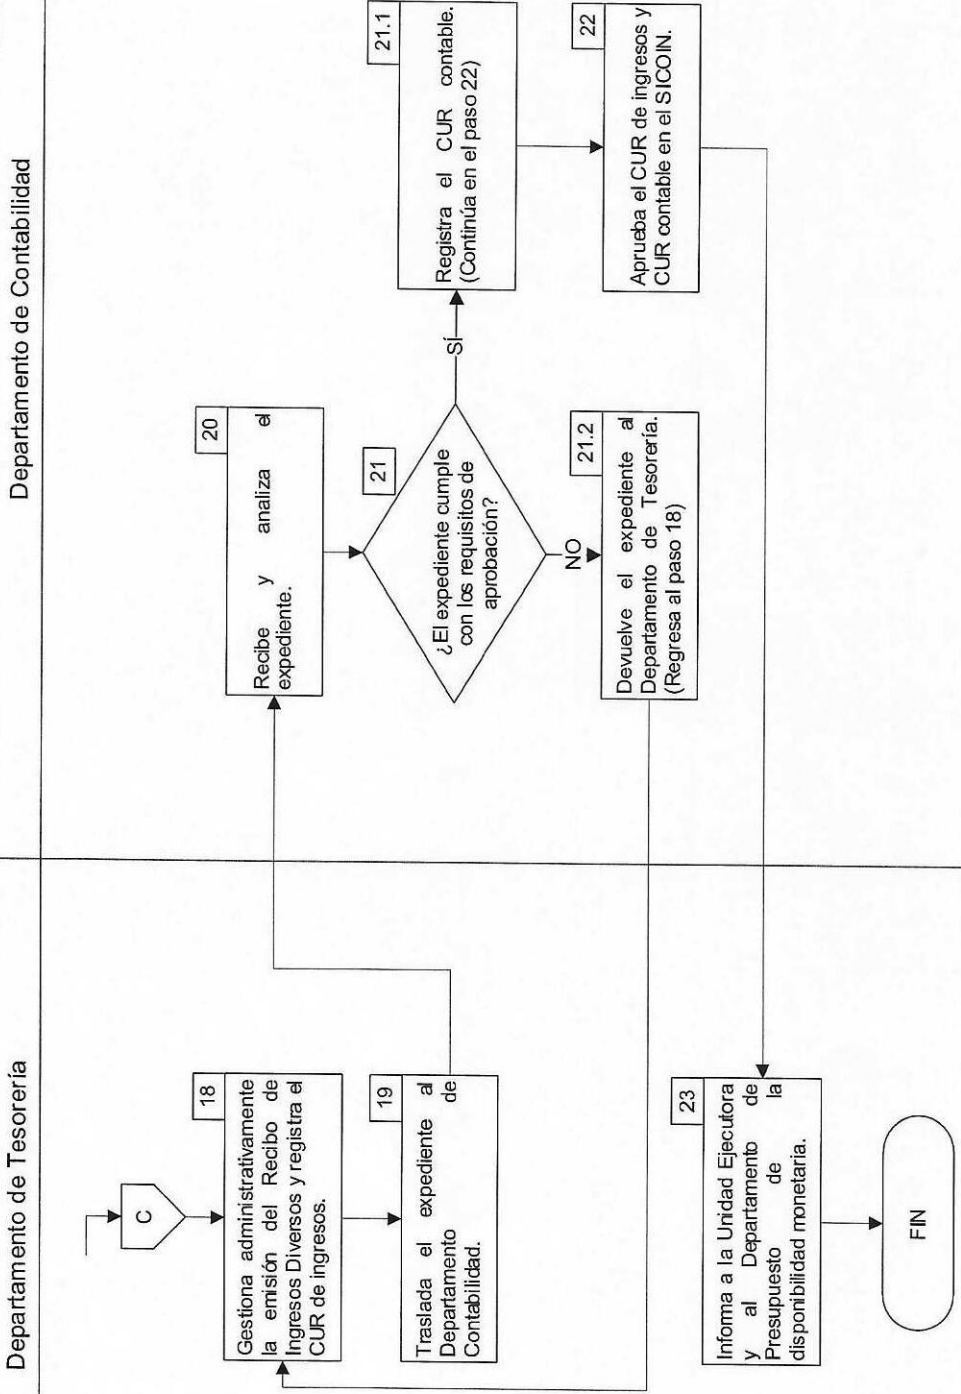 Departamento de Tesorería
Departamento de Contabilidad
C
18
Gestiona administrativamente
la emisión del Recibo de
Ingresos Diversos y registra el
CUR de ingresos.
19
Traslada el expediente al
Departamento de
Contabilidad.
20
Recibe y analiza el
expediente.
21
¿El expediente cumple
con los requisitos de
aprobación?
SÍ
NO
21.1
Registra el CUR contable.
(Continúa en el paso 22)
21.2
Devuelve el expediente al
Departamento de Tesorería.
(Regresa al paso 18)
22
Aprueba el CUR de ingresos y
CUR contable en el SICOIN.
23
Informa a la Unidad Ejecutora
y al Departamento de
Presupuesto de la
disponibilidad monetaria.
FIN